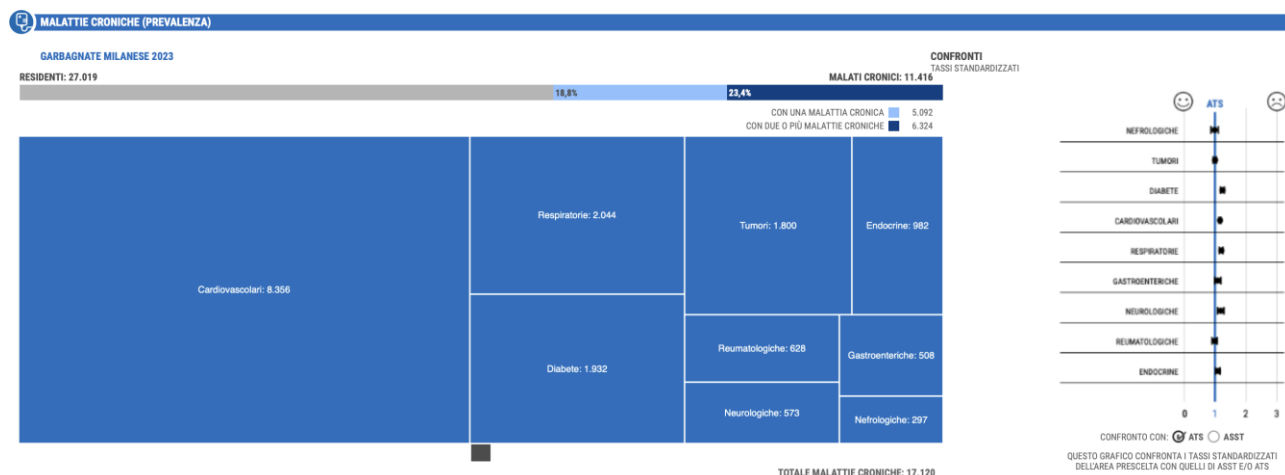 MALATTIE CRONICHE (PREVALENZA)
GARBAGNATE MILANESE 2023
CONFRONTI
TASSI STANDARDIZZATI
RESIDENTI: 27.019
MALATI CRONICI: 11.416
18,8%
23,4%
CON UNA MALATTIA CRONICA 5.092
CON DUE O PIÙ MALATTIE CRONICHE 6.324
Cardiovascolari: 8.356
Respiratorie: 2.044
Diabete: 1.932
Tumori: 1.800
Endocrine: 982
Reumatologiche: 628
Gastroenteriche: 508
Neurologiche: 573
Nefrologiche: 297
TOTALE MALATTIE CRONICHE: 17.120
ATS
NEFROLOGICHE
TUMORI
DIABETE
CARDIOVASCOLARI
RESPIRATORIE
GASTROENTERICHE
NEUROLOGICHE
REUMATOLOGICHE
ENDOCRINE
0 1 2 3
CONFRONTO CON: ATS ASST
QUESTO GRAFICO CONFRONTA I TASSI STANDARDIZZATI
DELL'AREA PRESCELTA CON QUELLI DI ASST E/O ATS